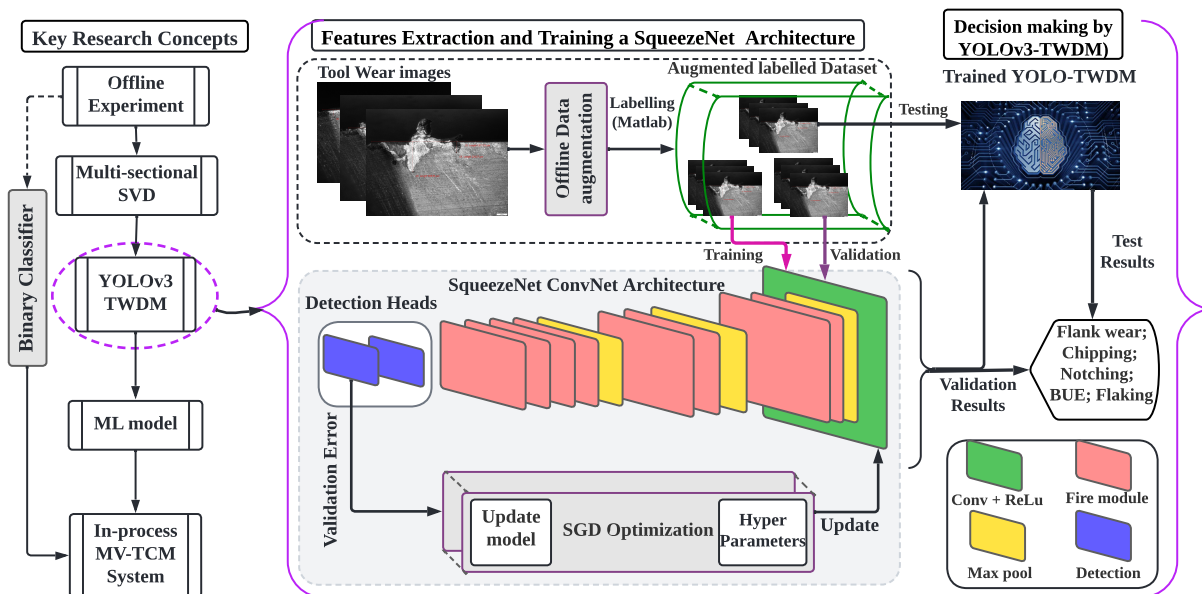 Key Research Concepts
Offline
Experiment
Multi-sectional
SVD
YOLOv3
TWDM
ML model
In-process
MV-TCM
System
Binary Classifier
Features Extraction and Training a SqueezeNet Architecture
Tool Wear images
Offline Data
augmentation
Labelling
(Matlab)
Augmented labelled Dataset
Testing
Training
Validation
SqueezeNet ConvNet Architecture
Detection Heads
Validation Error
Update
model
SGD Optimization
Hyper
Parameters
Update
Decision making by
YOLOv3-TWDM)
Trained YOLO-TWDM
Test
Results
Validation
Results
Flank wear;
Chipping;
Notching;
BUE; Flaking
Conv + ReLu
Fire module
Max pool
Detection